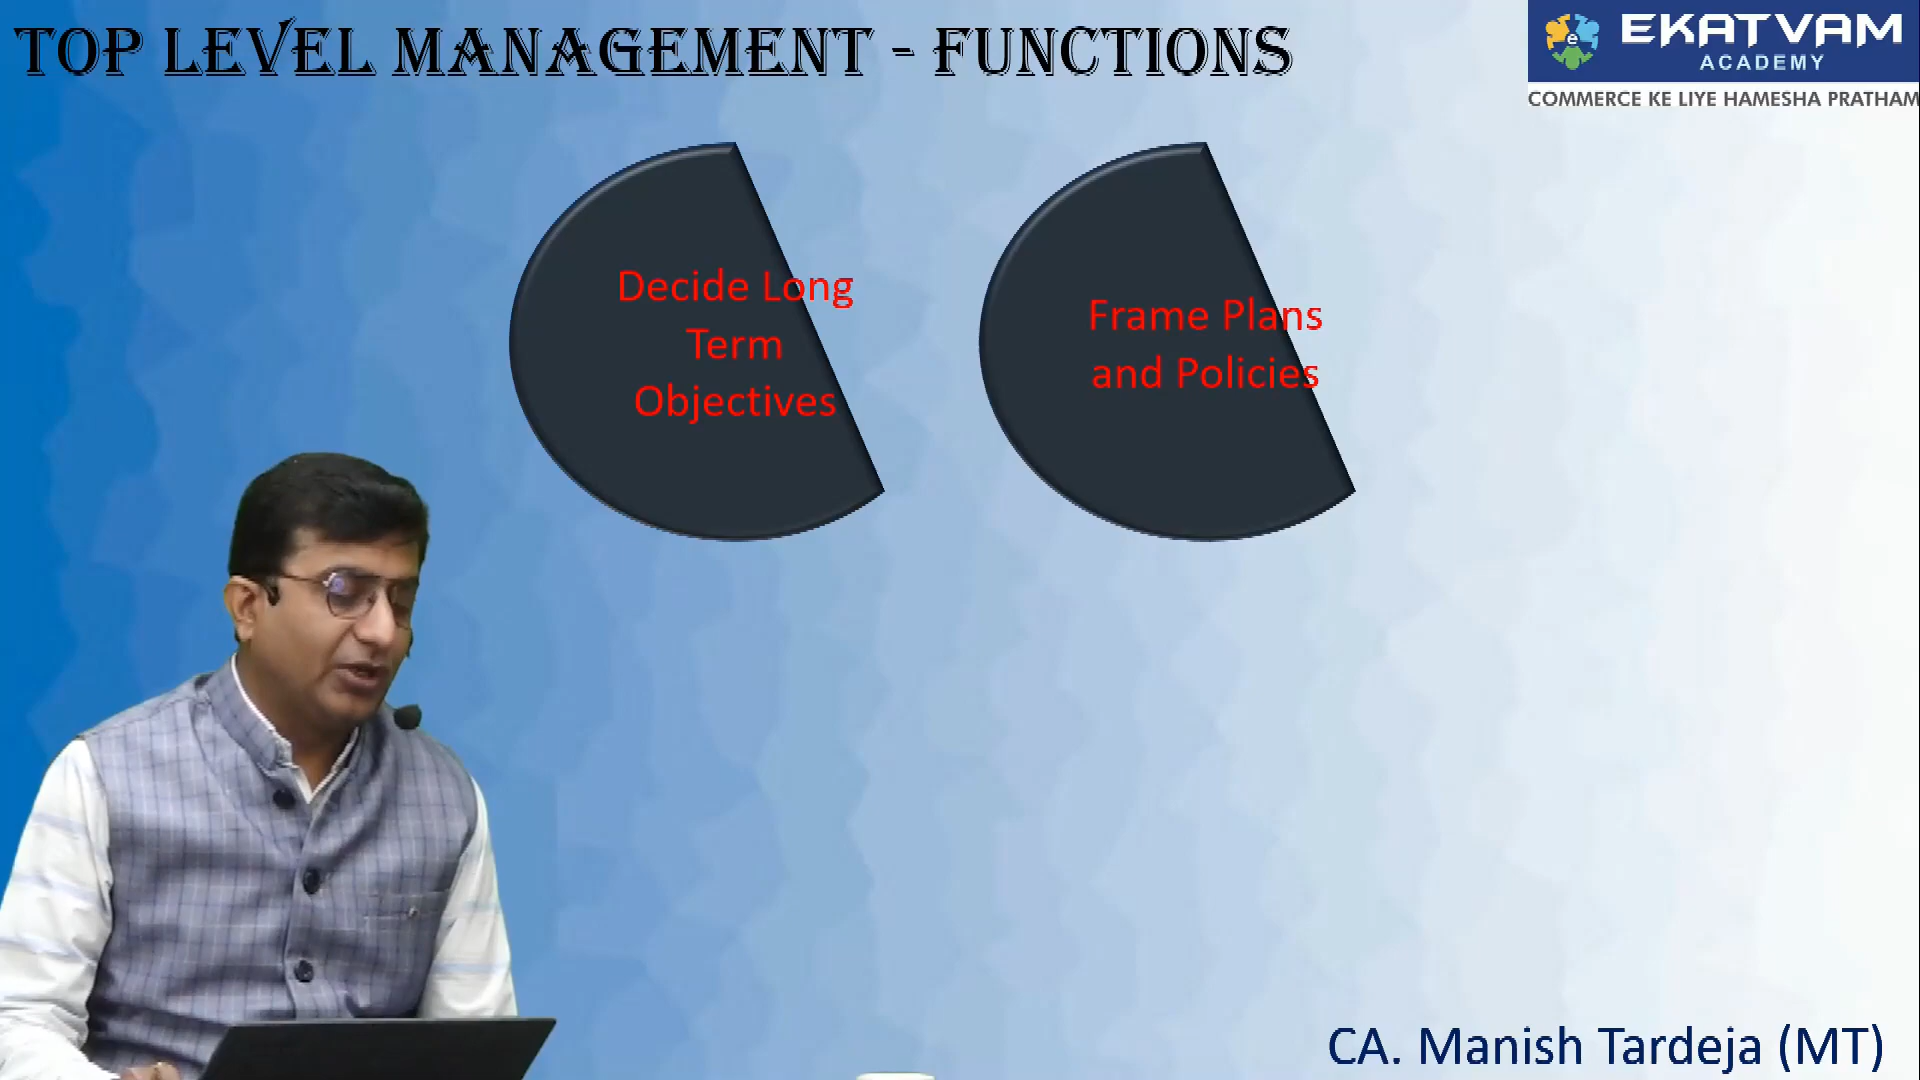 TOP LEVEL MANAGEMENT - FUNCTIONS
e
EKATVAM
ACADEMY
COMMERCE KE LIYE HAMESHA PRATHAM
Decide Long
Term
Objectives
Frame Plans
and Policies
CA. Manish Tardeja (MT)